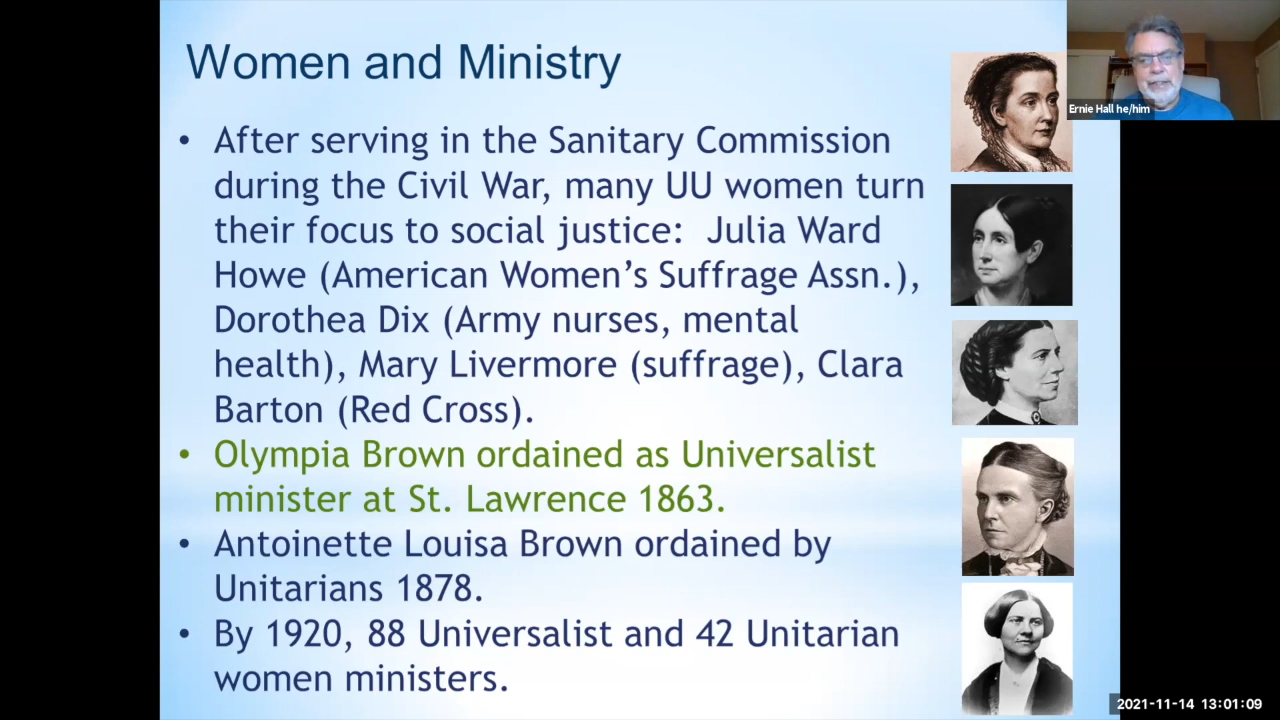 Women and Ministry
Ernie Hall he/him
• After serving in the Sanitary Commission
during the Civil War, many UU women turn
their focus to social justice:  Julia Ward
Howe (American Women’s Suffrage Assn.),
Dorothea Dix (Army nurses, mental
health), Mary Livermore (suffrage), Clara
Barton (Red Cross).
• Olympia Brown ordained as Universalist
minister at St. Lawrence 1863.
• Antoinette Louisa Brown ordained by
Unitarians 1878.
• By 1920, 88 Universalist and 42 Unitarian
women ministers.
2021-11-14 13:01:09